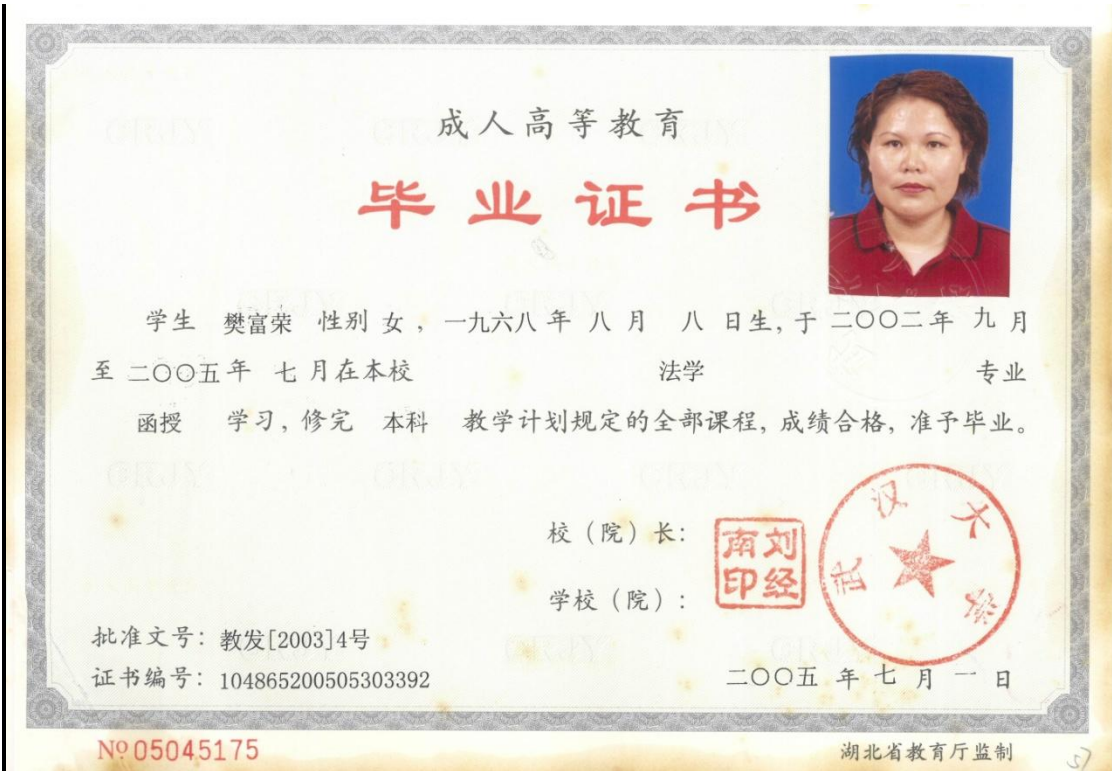 成人高等教育
毕业证书
学生 樊富荣 性别 女，一九六八年 八 月 八 日生，于 二〇〇二年 九 月
至 二〇〇五年 七 月在本校 法学 专业
函授 学习，修完 本科 教学计划规定的全部课程，成绩合格，准予毕业。
校（院）长：
刘经南印
学校（院）：
武汉大学
批准文号：教发[2003]4号
证书编号：104865200505303392
二〇〇五 年 七 月 一 日
№ 05045175
湖北省教育厅监制